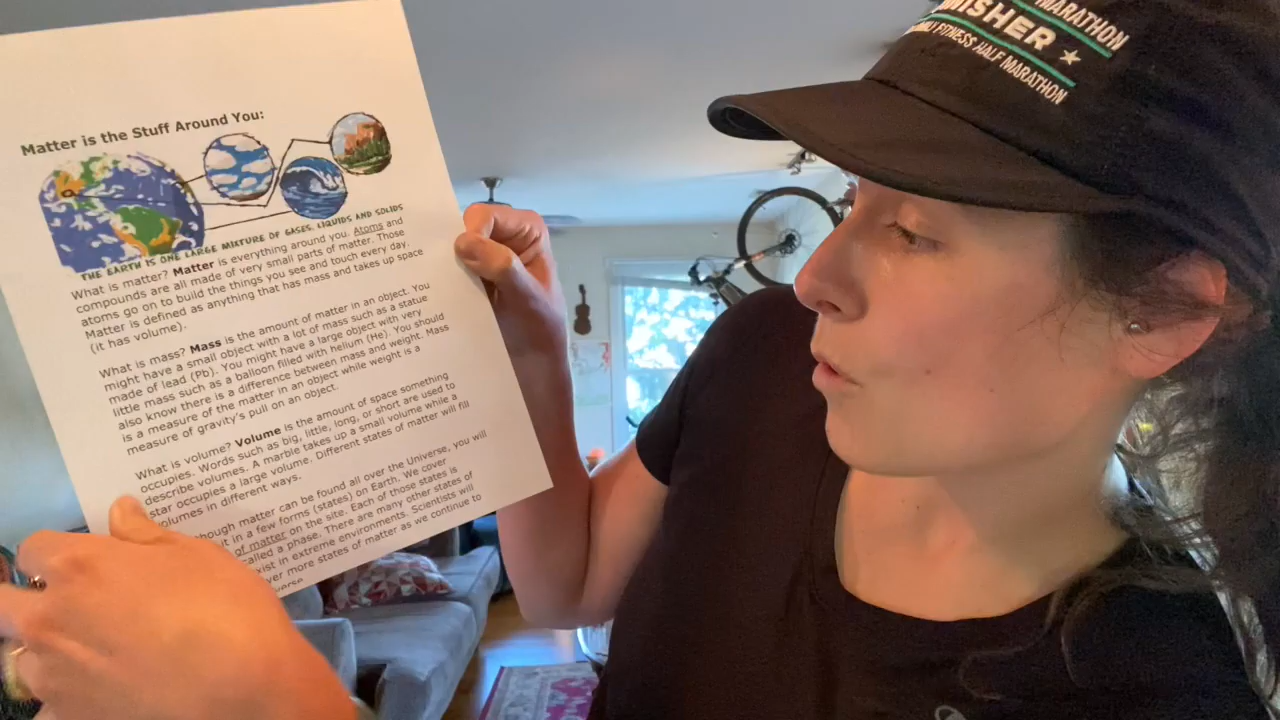 Matter is the Stuff Around You:
THE EARTH IS ONE LARGE MIXTURE OF GASES, LIQUIDS AND SOLIDS
What is matter? Matter is everything around you. Atoms and
compounds are all made of very small parts of matter. Those
atoms go on to build the things you see and touch every day.
Matter is defined as anything that has mass and takes up space
(it has volume).
What is mass? Mass is the amount of matter in an object. You
might have a small object with a lot of mass such as a statue
made of lead (Pb). You might have a large object with very
little mass such as a balloon filled with helium (He). You should
also know there is a difference between mass and weight. Mass
is a measure of the matter in an object while weight is a
measure of gravity's pull on an object.
What is volume? Volume is the amount of space something
occupies. Words such as big, little, long, or short are used to
describe volumes. A marble takes up a small volume while a
star occupies a large volume. Different states of matter will fill
volumes in different ways.
matter can be found all over the Universe, you will
it in a few forms (states) on Earth. We cover
of matter on the site. Each of those states is
called a phase. There are many other states of
exist in extreme environments. Scientists will
more states of matter as we continue to
MARATHON
FITNESS HALF MARATHON